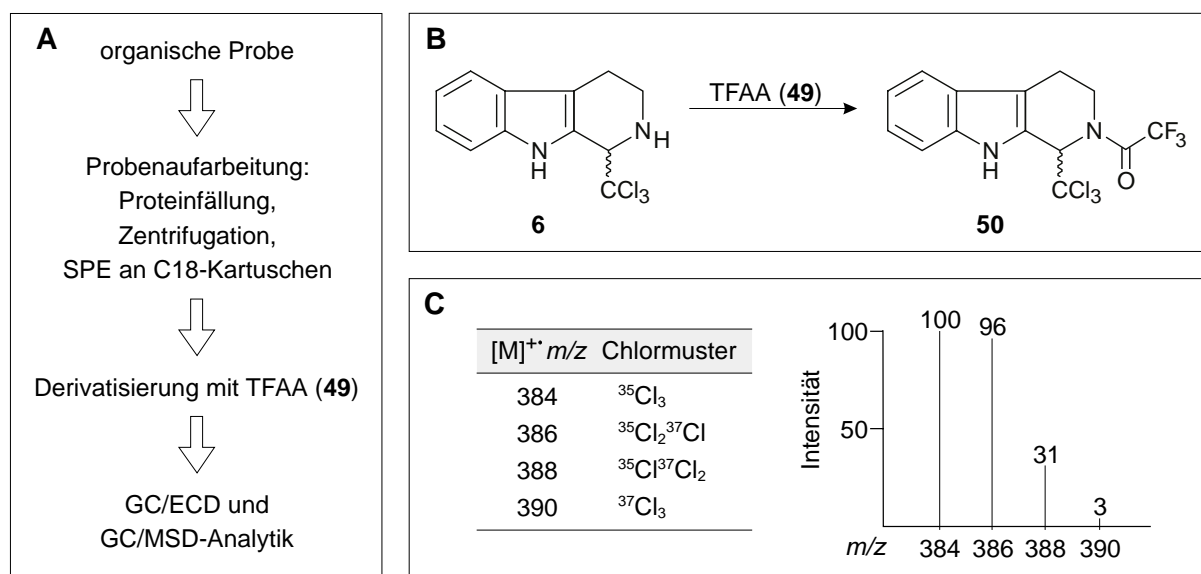 A
organische Probe
Probenaufarbeitung:
Proteinfällung,
Zentrifugation,
SPE an C18-Kartuschen
Derivatisierung mit TFAA (49)
GC/ECD und
GC/MSD-Analytik
B
TFAA (49)
N
H
N
H
CCl3
6
N
H
N
CF3
O
CCl3
50
C
[M]+• m/z Chlormuster
384 35Cl3
386 35Cl2 37Cl
388 35Cl37Cl2
390 37Cl3
Intensität
100
50
100
96
31
3
m/z 384 386 388 390